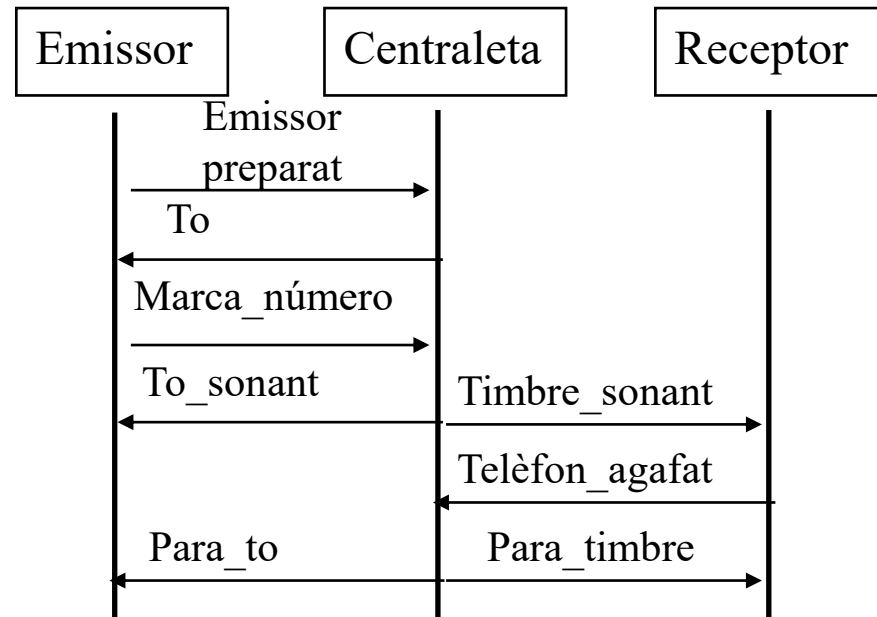 Emissor
Centraleta
Receptor
Emissor
preparat
To
Marca_número
To_sonant
Timbre_sonant
Telèfon_agafat
Para_to
Para_timbre